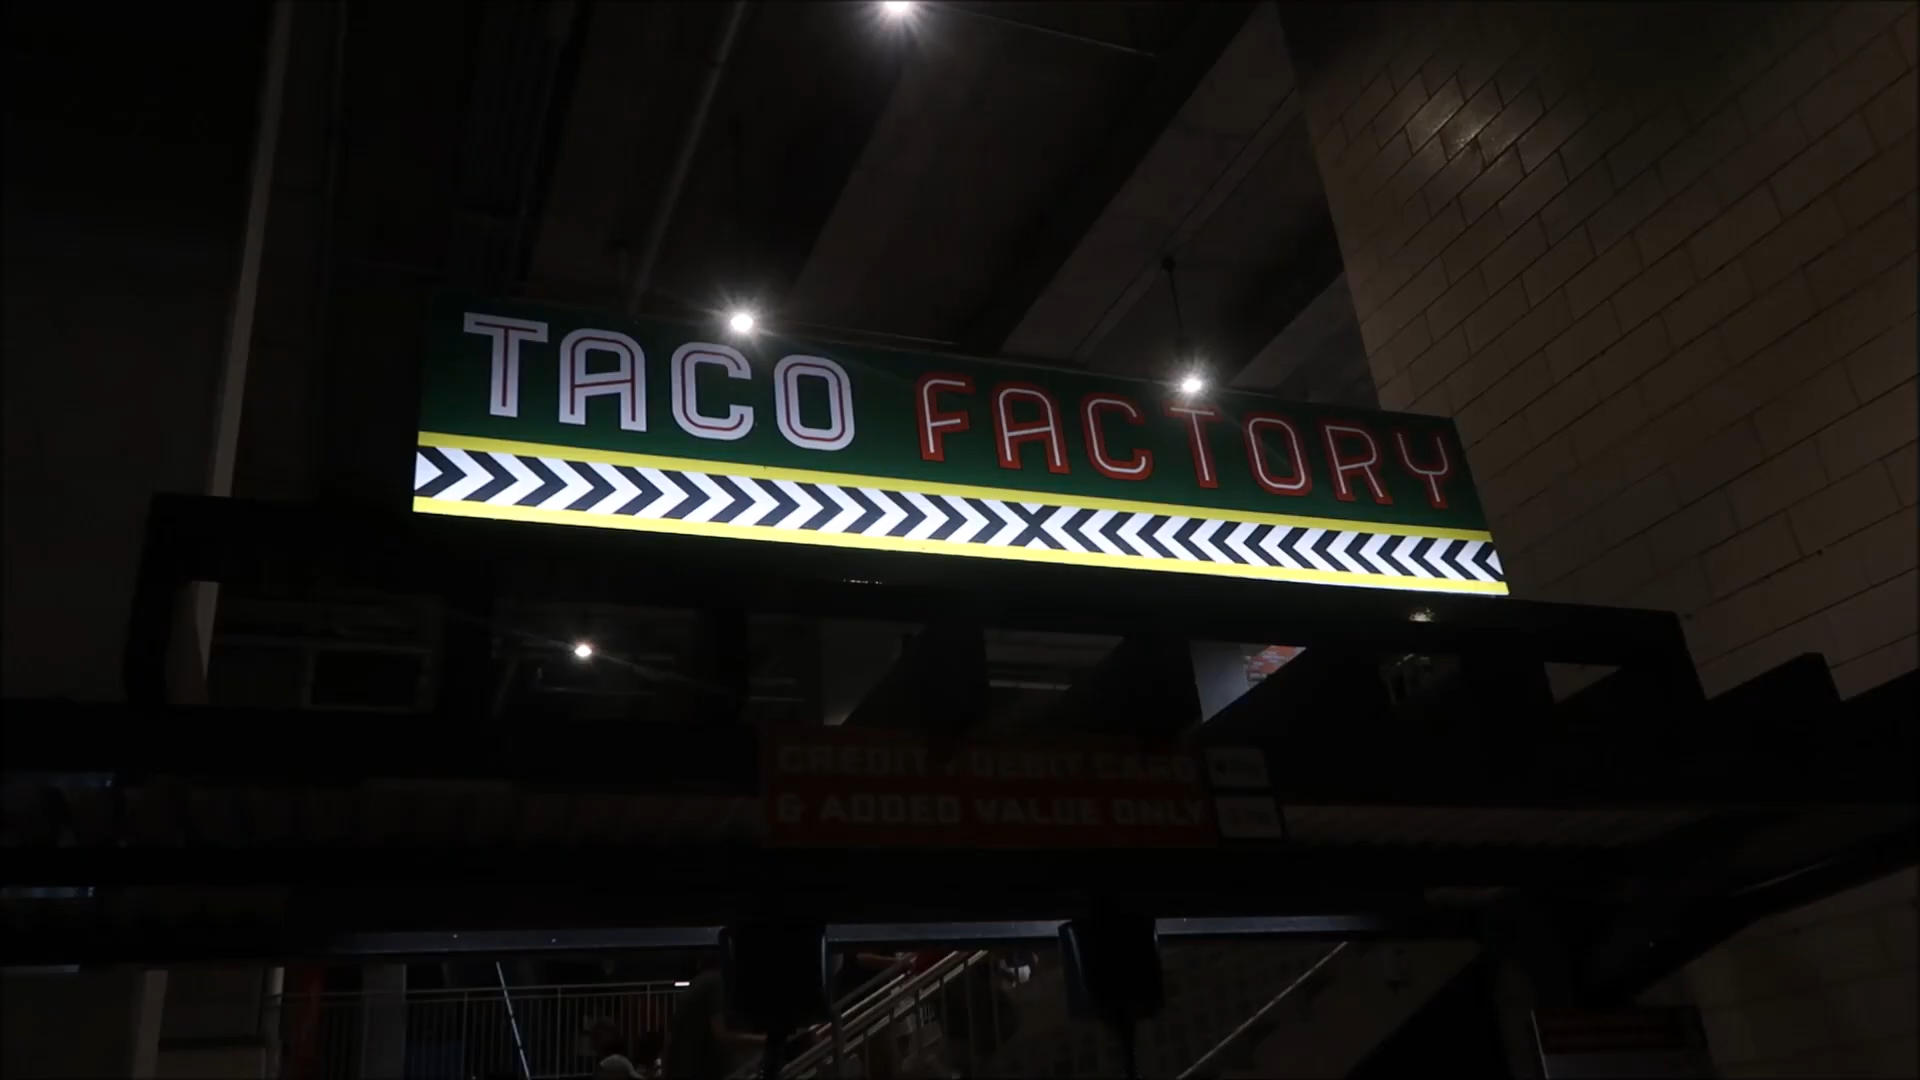 TACO FACTORY
CREDIT / DEBIT CARD
& ADDED VALUE ONLY